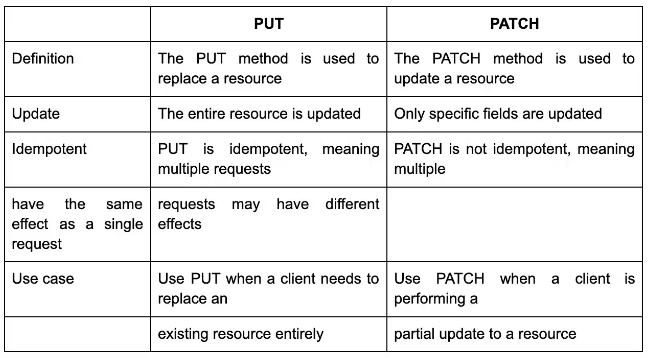 PUT PATCH
Definition The PUT method is used to The PATCH method is used to
replace a resource update a resource
Update The entire resource is updated Only specific fields are updated
Idempotent PUT is idempotent, meaning PATCH is not idempotent, meaning
multiple requests multiple
have the same requests may have different
effect as a single effects
request
Use case Use PUT when a client needs to Use PATCH when a client is
replace an performing a
existing resource entirely partial update to a resource